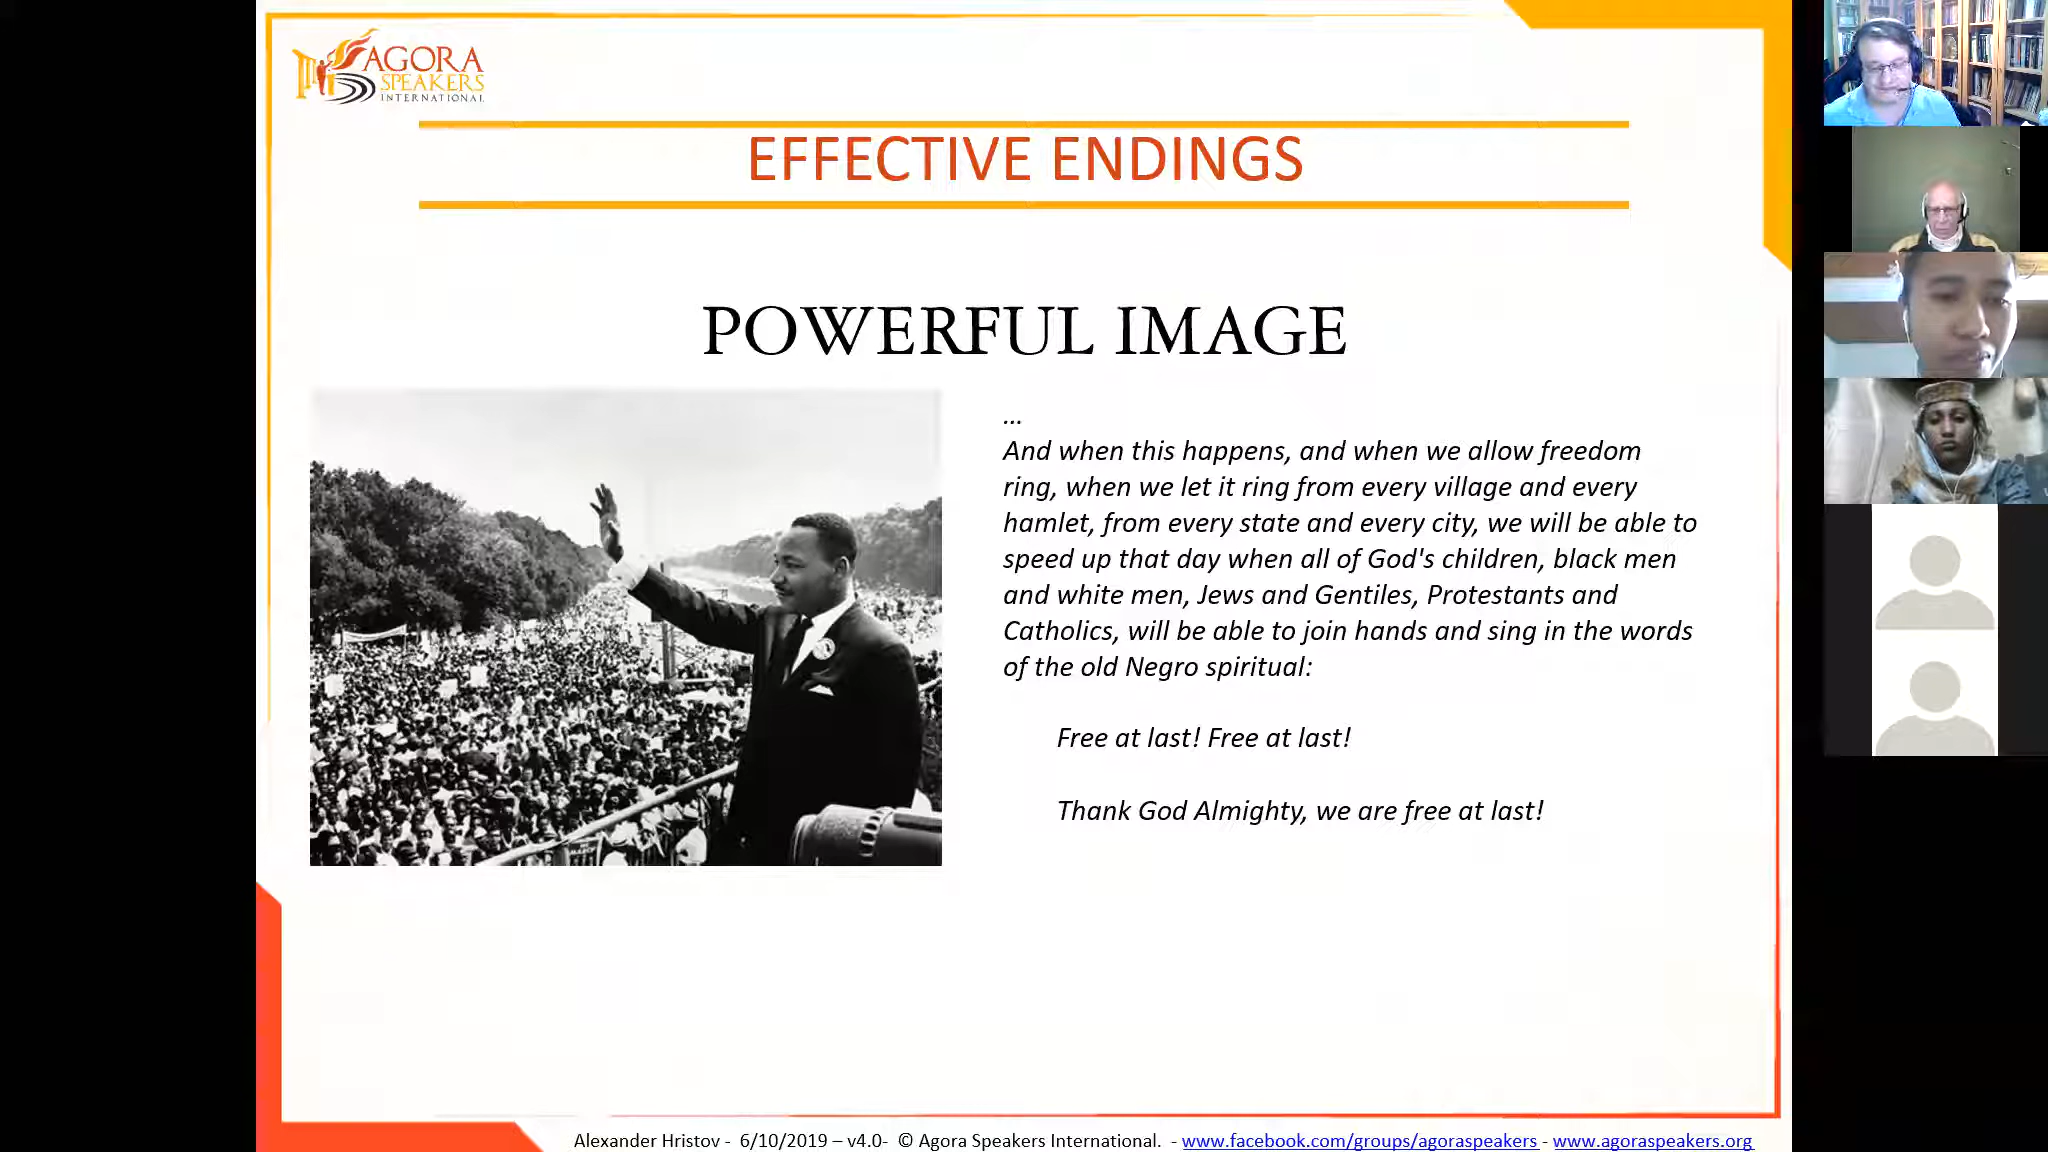 AGORA
SPEAKERS
INTERNATIONAL
EFFECTIVE ENDINGS
POWERFUL IMAGE
...
And when this happens, and when we allow freedom
ring, when we let it ring from every village and every
hamlet, from every state and every city, we will be able to
speed up that day when all of God's children, black men
and white men, Jews and Gentiles, Protestants and
Catholics, will be able to join hands and sing in the words
of the old Negro spiritual:
Free at last! Free at last!
Thank God Almighty, we are free at last!
Alexander Hristov - 6/10/2019 – v4.0- © Agora Speakers International. - www.facebook.com/groups/agoraspeakers - www.agoraspeakers.org